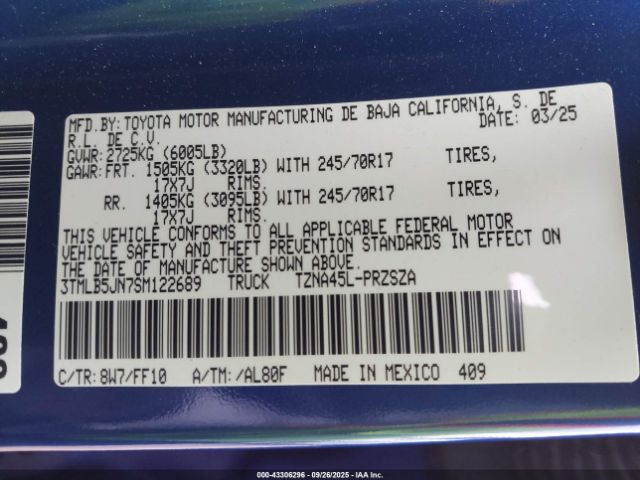 MFD.BY: TOYOTA MOTOR MANUFACTURING DE BAJA CALIFORNIA, S. DE
R.L. DE C.V. DATE: 03/25
GVWR: 2725KG (6005LB)
GAWR: FRT. 1505KG (3320LB) WITH 245/70R17 TIRES,
17X7J RIMS.
RR. 1405KG (3095LB) WITH 245/70R17 TIRES,
17X7J RIMS.
THIS VEHICLE CONFORMS TO ALL APPLICABLE FEDERAL MOTOR
VEHICLE SAFETY AND THEFT PREVENTION STANDARDS IN EFFECT ON
THE DATE OF MANUFACTURE SHOWN ABOVE.
3TMLB5JN7SM122689 TRUCK TZNA45L-PRZSZA
C/TR: 8W7/FF10 A/TM: /AL80F MADE IN MEXICO 409
000-43306296 - 09/26/2025 - IAAI, Inc.